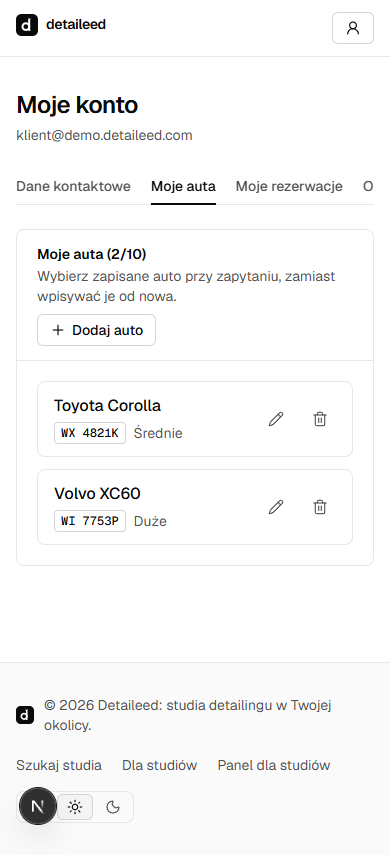 detaileed
Moje konto
klient@demo.detaileed.com
Dane kontaktowe Moje auta Moje rezerwacje O
Moje auta (2/10)
Wybierz zapisane auto przy zapytaniu, zamiast
wpisywać je od nowa.
+ Dodaj auto
Toyota Corolla
WX 4821K Średnie
Volvo XC60
WI 7753P Duże
© 2026 Detaileed: studia detailingu w Twojej
okolicy.
Szukaj studia Dla studiów Panel dla studiów
N